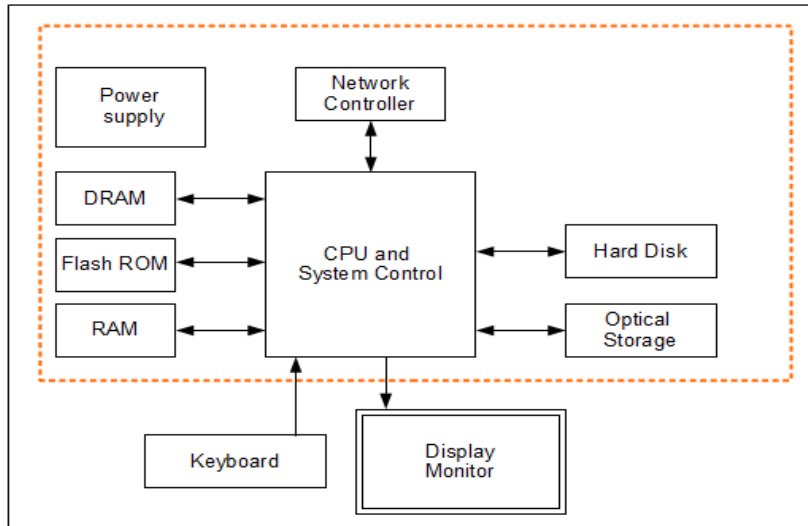 Power
supply
Network
Controller
DRAM
Flash ROM
RAM
CPU and
System Control
Hard Disk
Optical
Storage
Keyboard
Display
Monitor